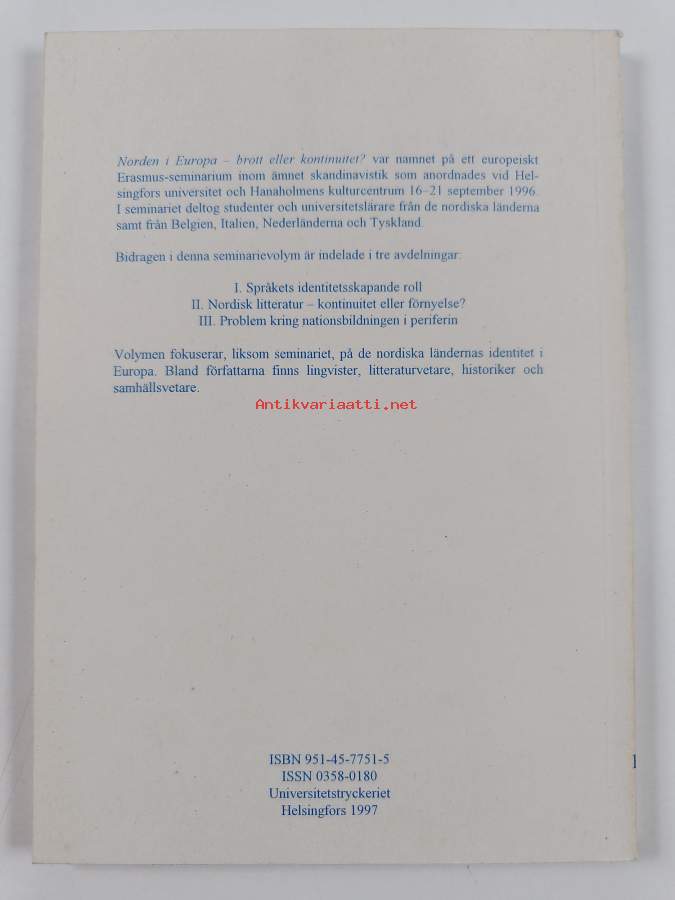 Norden i Europa – brott eller kontinuitet? var namnet på ett europeiskt
Erasmus-seminarium inom ämnet skandinavistik som anordnades vid Hel-
singfors universitet och Hanaholmens kulturcentrum 16–21 september 1996.
I seminariet deltog studenter och universitetslärare från de nordiska länderna
samt från Belgien, Italien, Nederländerna och Tyskland.
Bidragen i denna seminarievolym är indelade i tre avdelningar:
I. Språkets identitetsskapande roll
II. Nordisk litteratur – kontinuitet eller förnyelse?
III. Problem kring nationsbildningen i periferin
Volymen fokuserar, liksom seminariet, på de nordiska ländernas identitet i
Europa. Bland författarna finns lingvister, litteraturvetare, historiker och
samhällsvetare.
Antikvariaatti.net
ISBN 951-45-7751-5
ISSN 0358-0180
Universitetstryckeriet
Helsingfors 1997